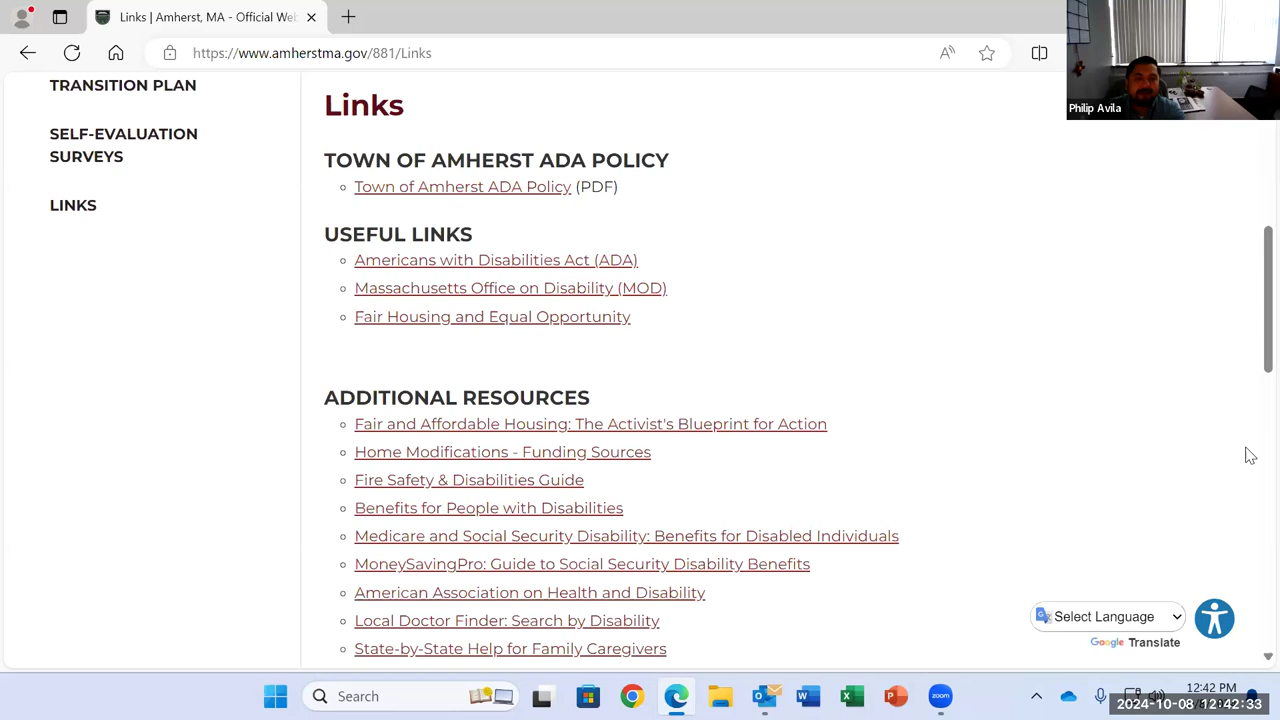 Links | Amherst, MA - Official Web
https://www.amherstma.gov/881/Links
Philip Avila
TRANSITION PLAN
SELF-EVALUATION
SURVEYS
LINKS
Links
TOWN OF AMHERST ADA POLICY
Town of Amherst ADA Policy (PDF)
USEFUL LINKS
Americans with Disabilities Act (ADA)
Massachusetts Office on Disability (MOD)
Fair Housing and Equal Opportunity
ADDITIONAL RESOURCES
Fair and Affordable Housing: The Activist's Blueprint for Action
Home Modifications - Funding Sources
Fire Safety & Disabilities Guide
Benefits for People with Disabilities
Medicare and Social Security Disability: Benefits for Disabled Individuals
MoneySavingPro: Guide to Social Security Disability Benefits
American Association on Health and Disability
Local Doctor Finder: Search by Disability
State-by-State Help for Family Caregivers
Select Language
Google Translate
Search
zoom
12:42 PM
2024-10-08 12:42:33